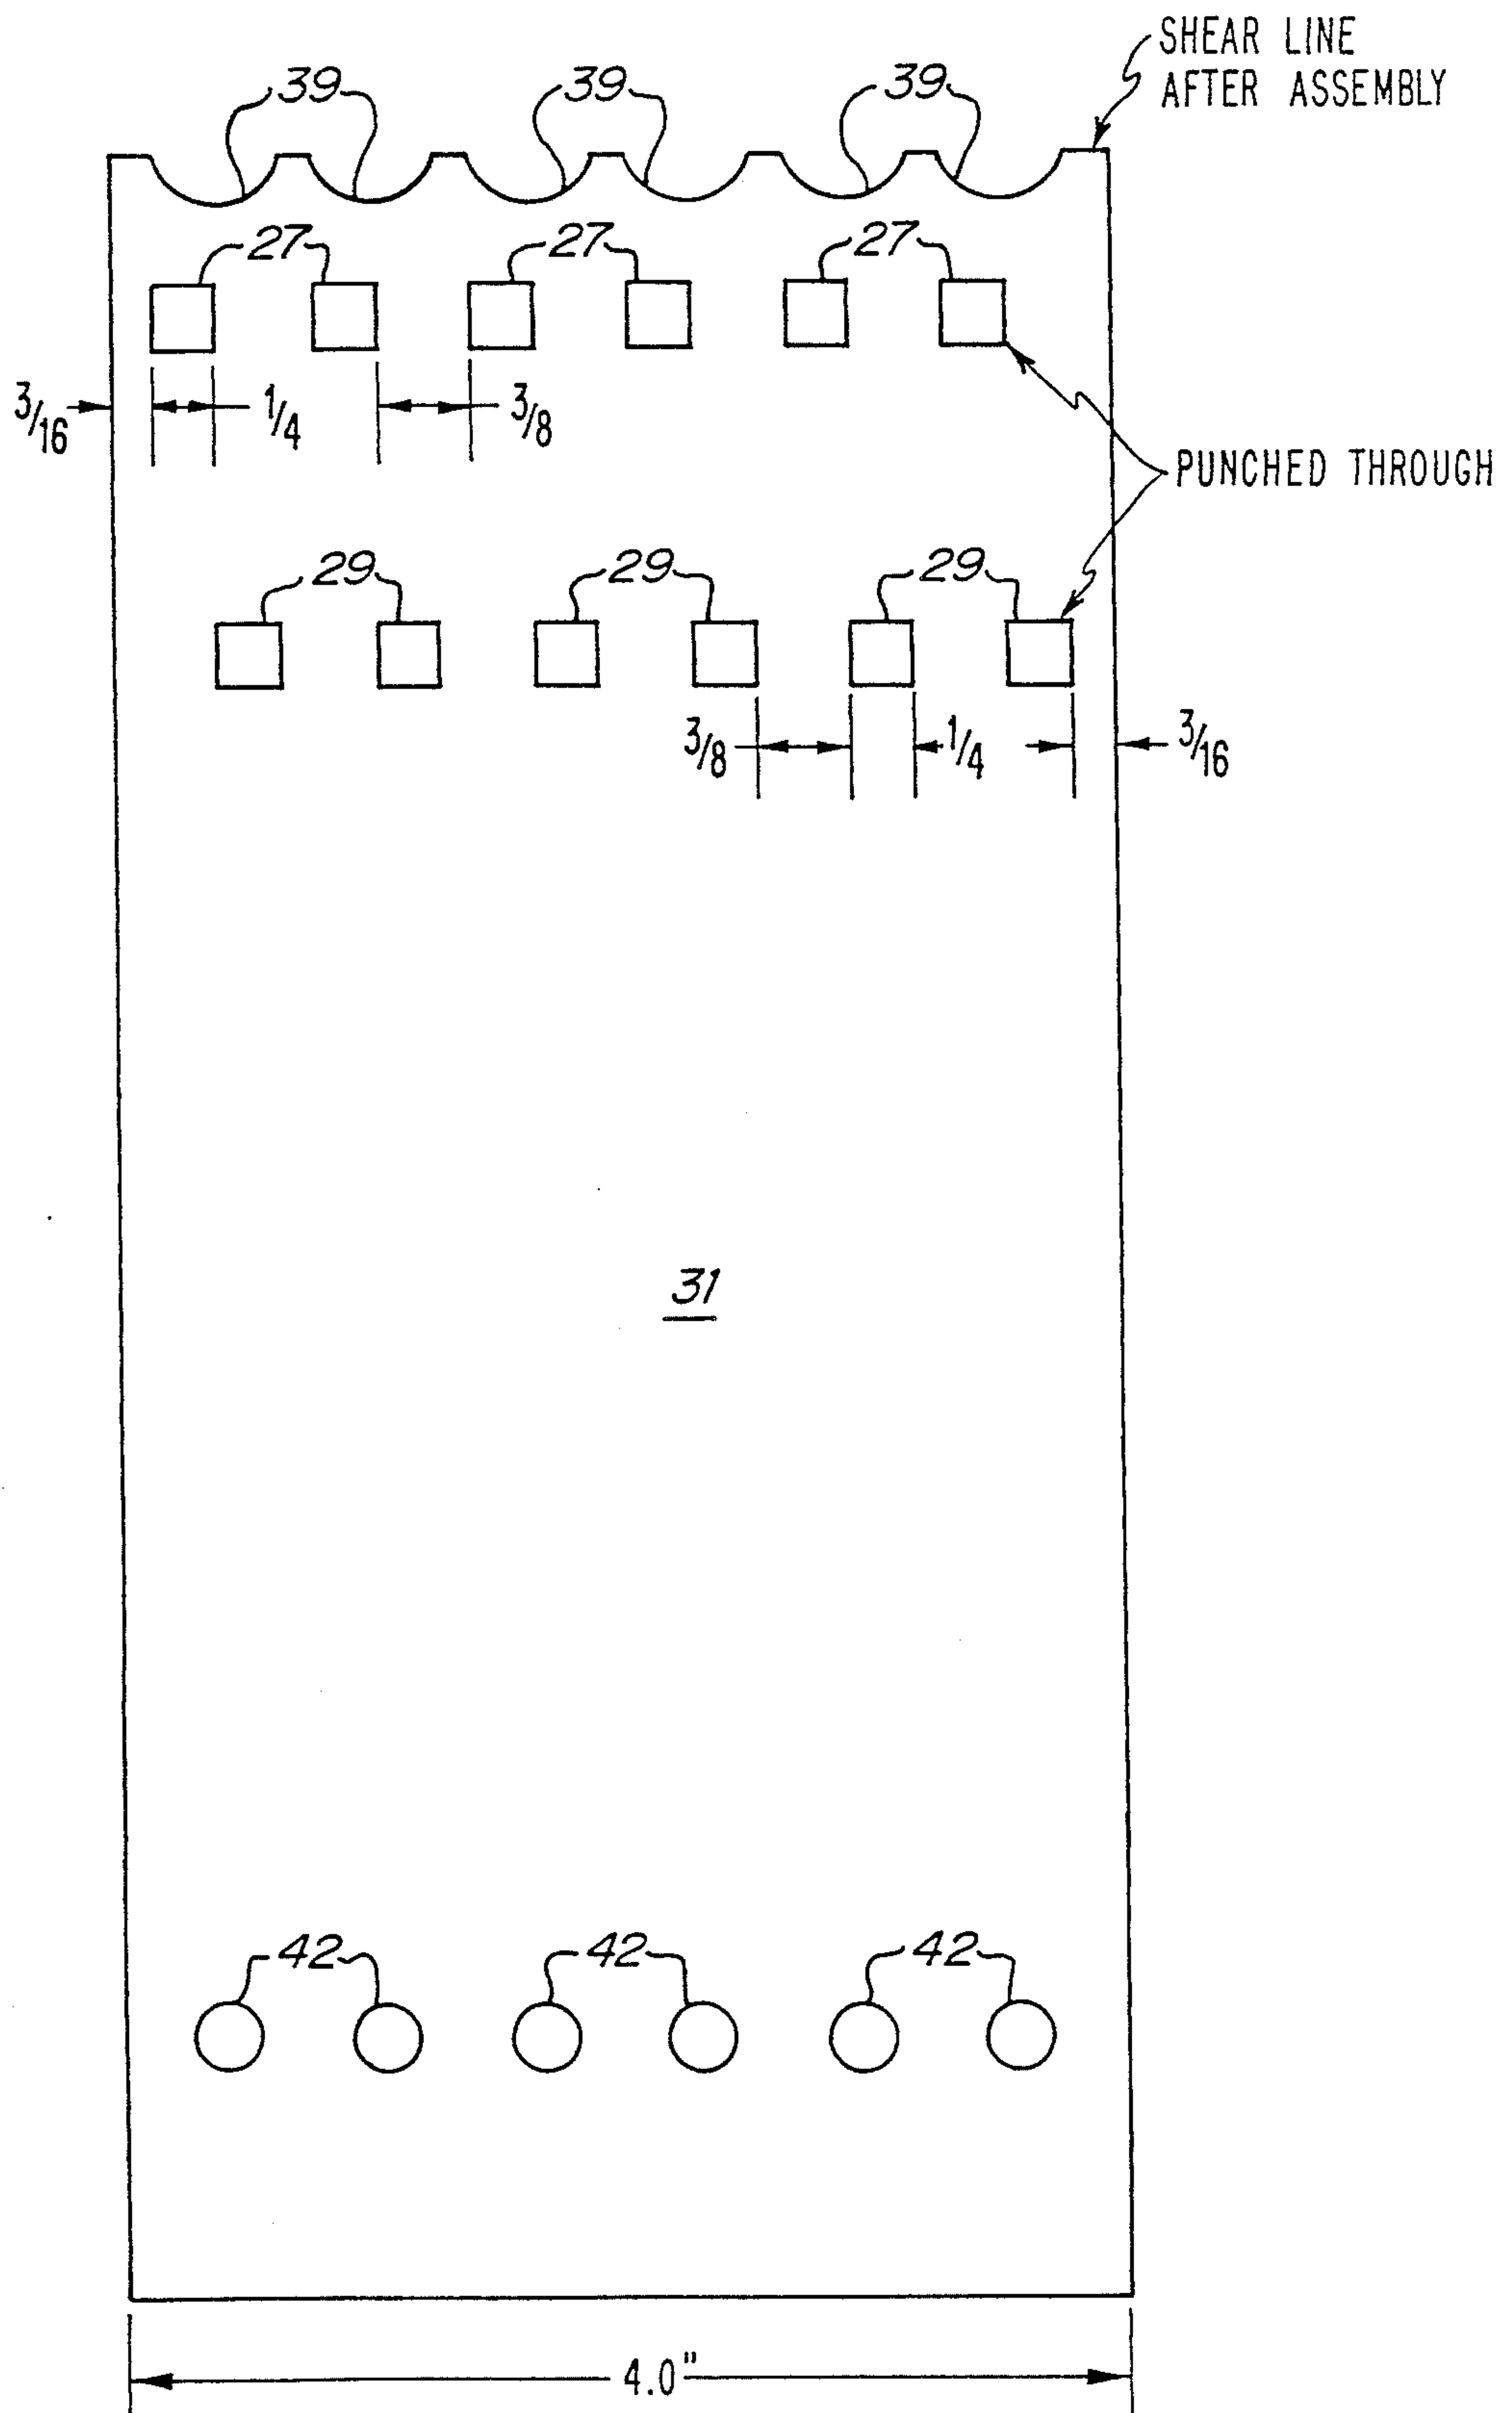 SHEAR LINE
AFTER ASSEMBLY
39 39 39
27 27 27
3/16 1/4 3/8
PUNCHED THROUGH
29 29 29
3/8 1/4 3/16
31
42 42 42
4.0"